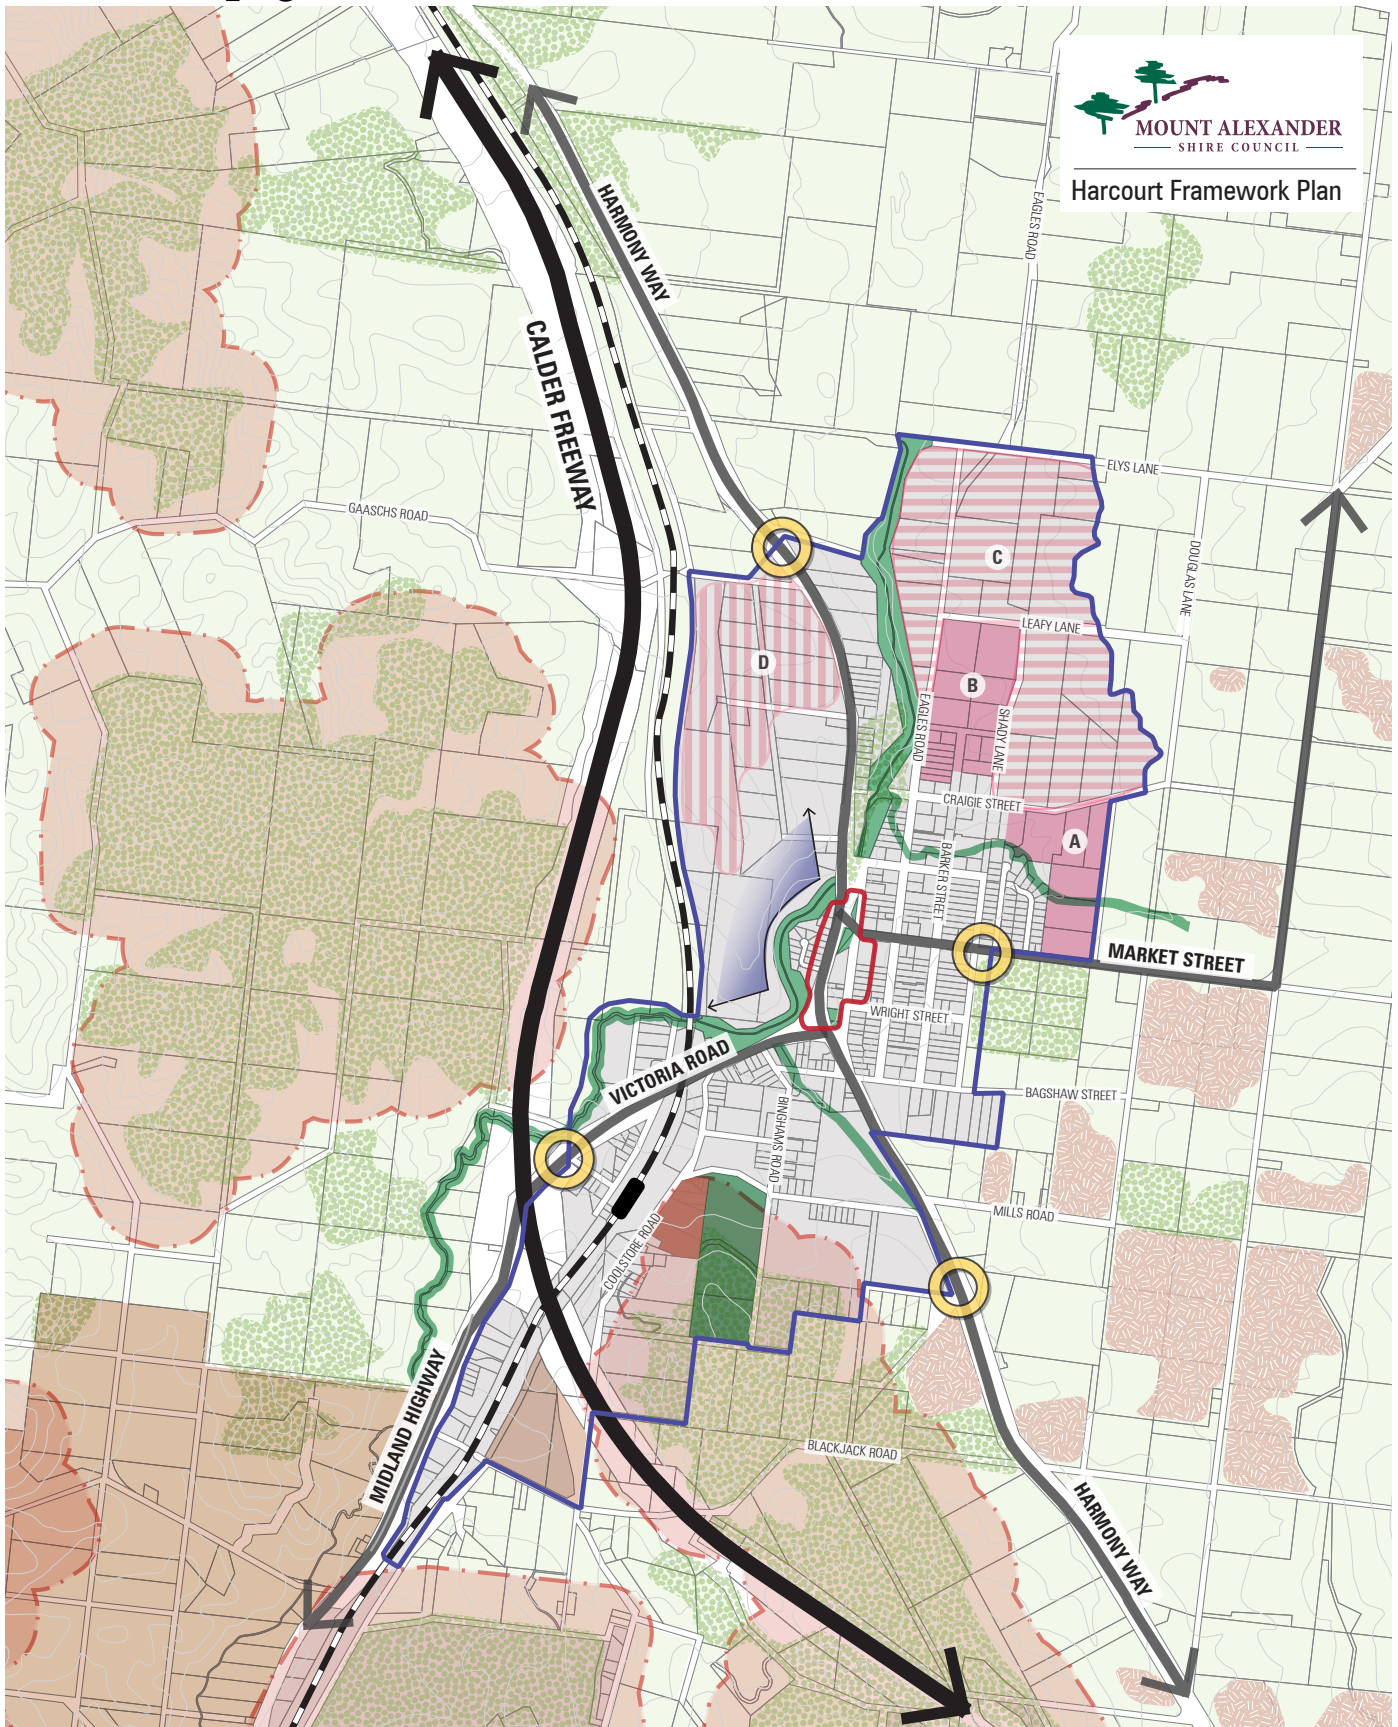 MOUNT ALEXANDER
SHIRE COUNCIL
Harcourt Framework Plan
HARMONY WAY
EAGLES ROAD
CALDER FREEWAY
ELYS LANE
GAASCHS ROAD
DOUGLAS LANE
C
LEAFY LANE
D
B
EAGLES ROAD
SHADY LANE
CRAIGIE STREET
A
BARKER STREET
MARKET STREET
WRIGHT STREET
VICTORIA ROAD
BAGSHAW STREET
BINGHAMS ROAD
MILLS ROAD
COOLSTORE ROAD
MIDLAND HIGHWAY
BLACKJACK ROAD
HARMONY WAY